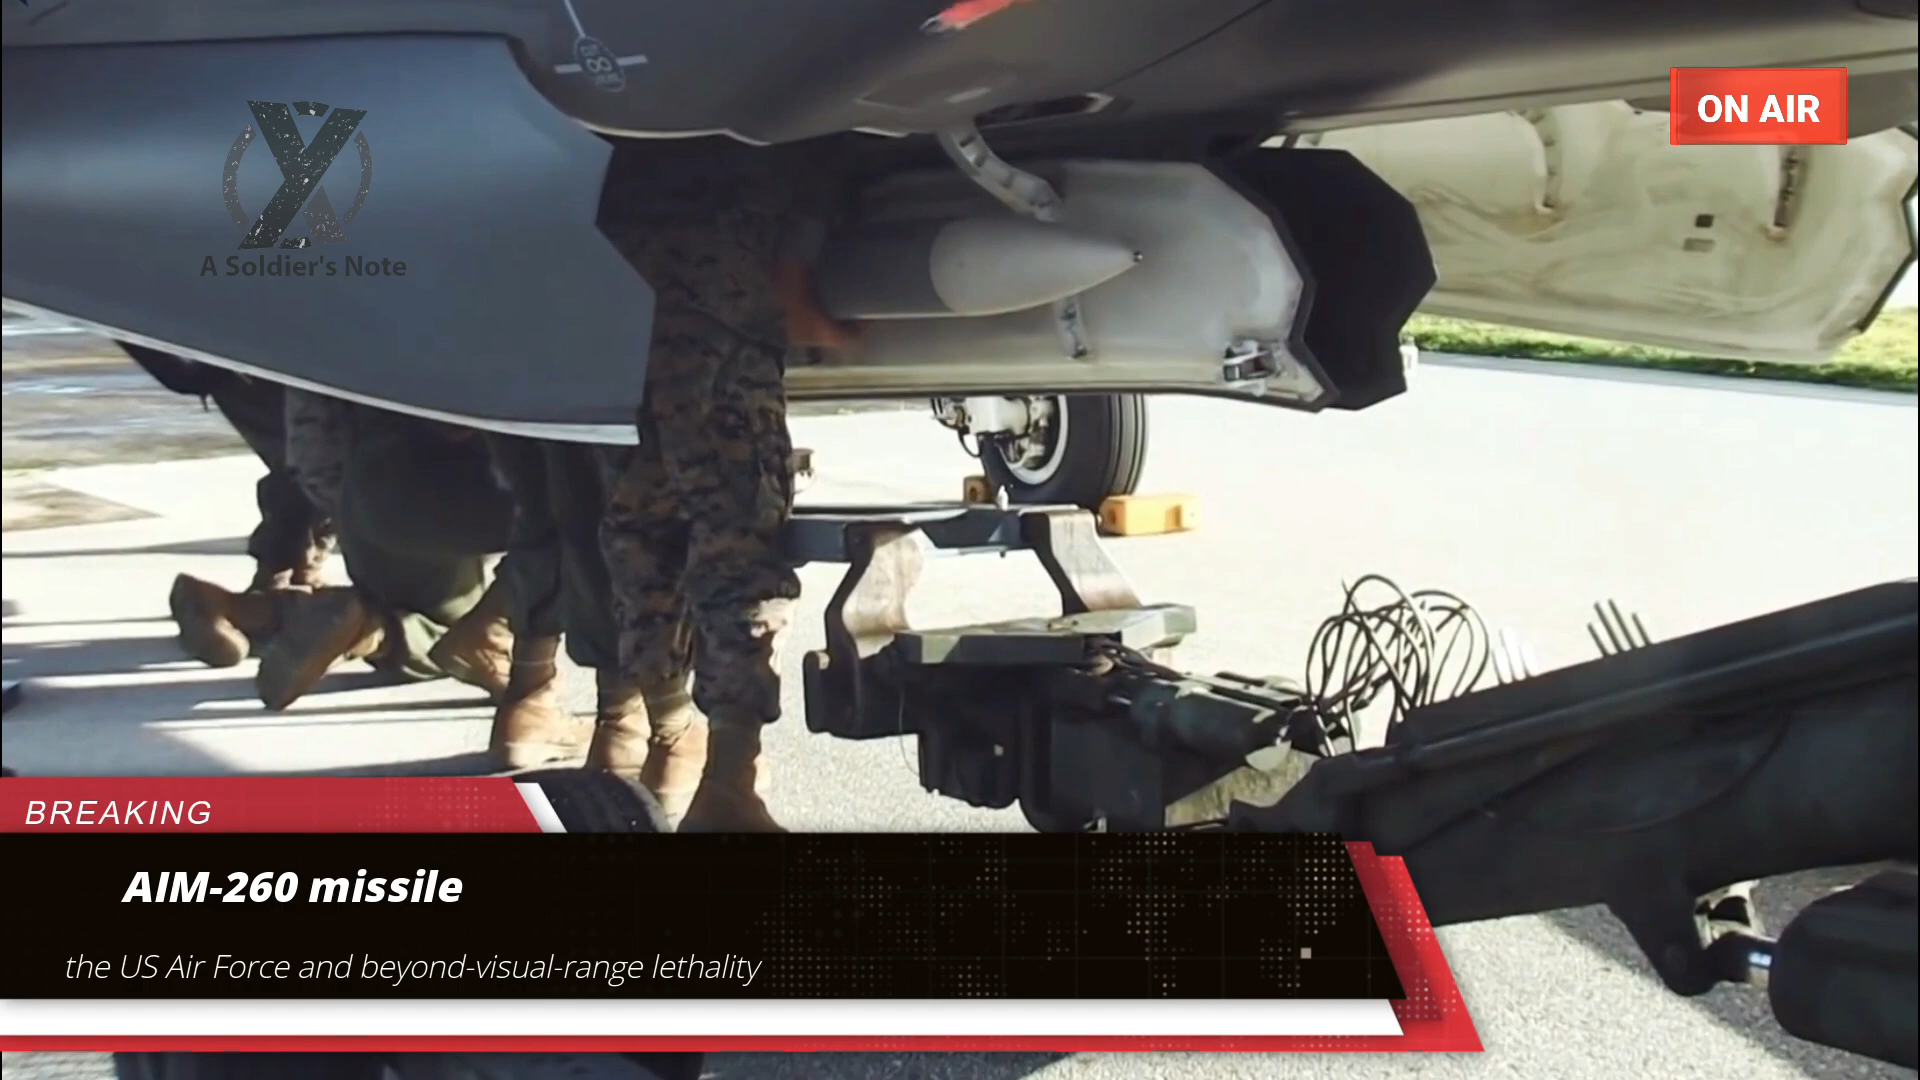 A Soldier's Note
ON AIR
BREAKING
AIM-260 missile
the US Air Force and beyond-visual-range lethality